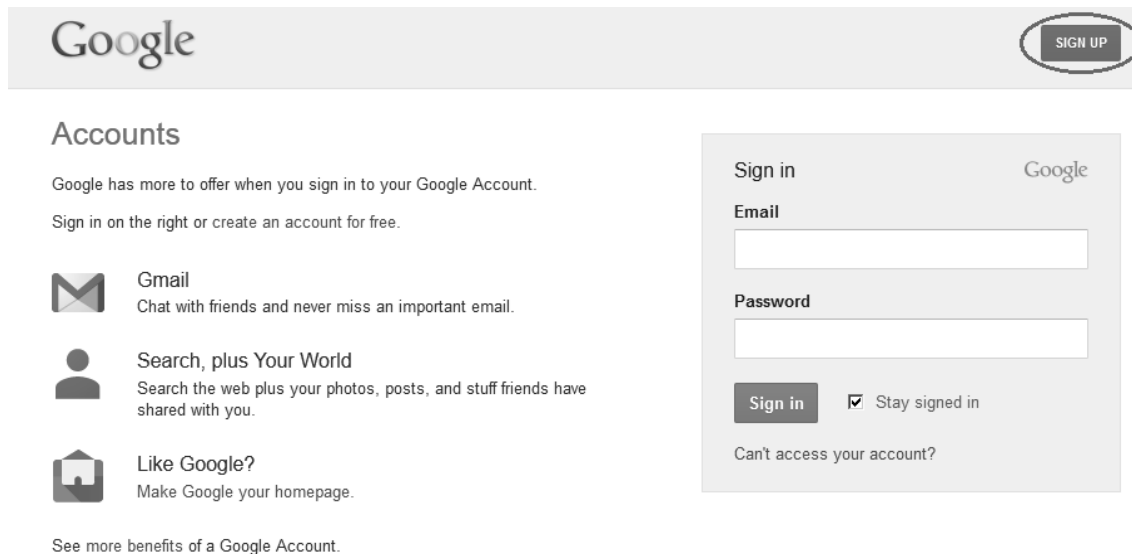 Google
SIGN UP
Accounts
Google has more to offer when you sign in to your Google Account.
Sign in on the right or create an account for free.
Gmail
Chat with friends and never miss an important email.
Search, plus Your World
Search the web plus your photos, posts, and stuff friends have
shared with you.
Like Google?
Make Google your homepage.
See more benefits of a Google Account.
Sign in
Google
Email
Password
Sign in
Stay signed in
Can't access your account?